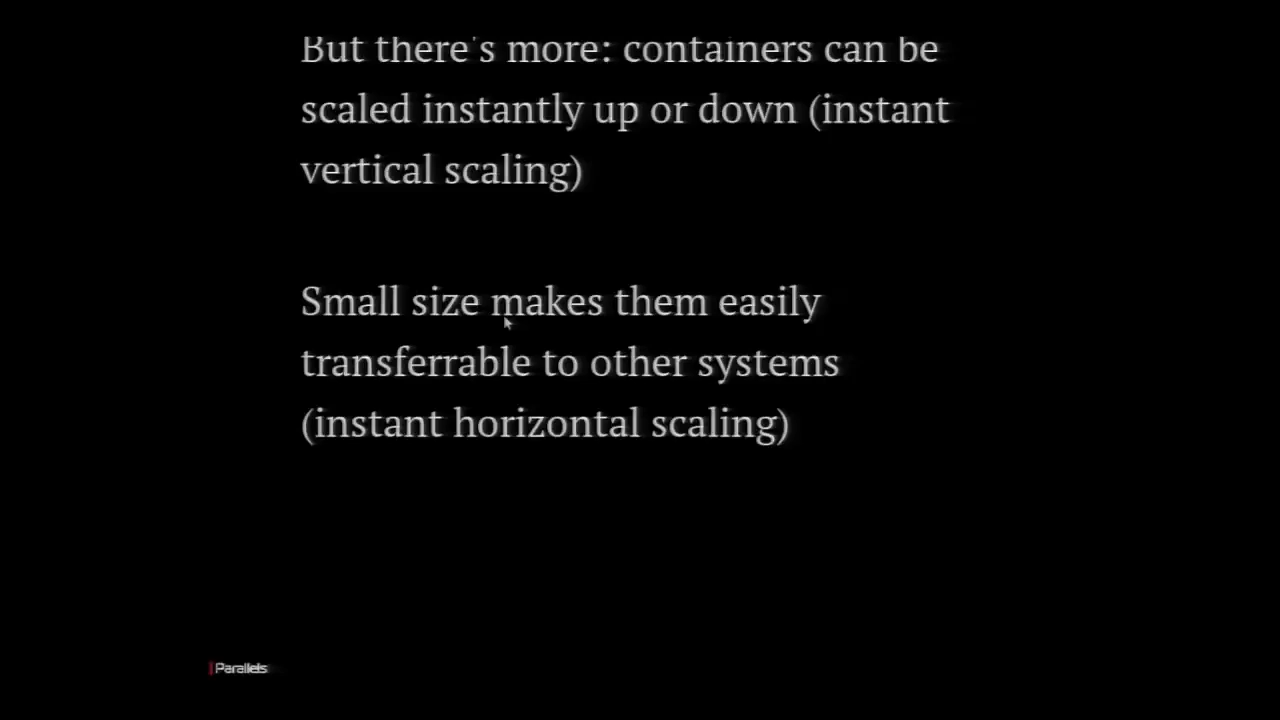 But there's more: containers can be
scaled instantly up or down (instant
vertical scaling)
Small size makes them easily
transferrable to other systems
(instant horizontal scaling)
Parallels